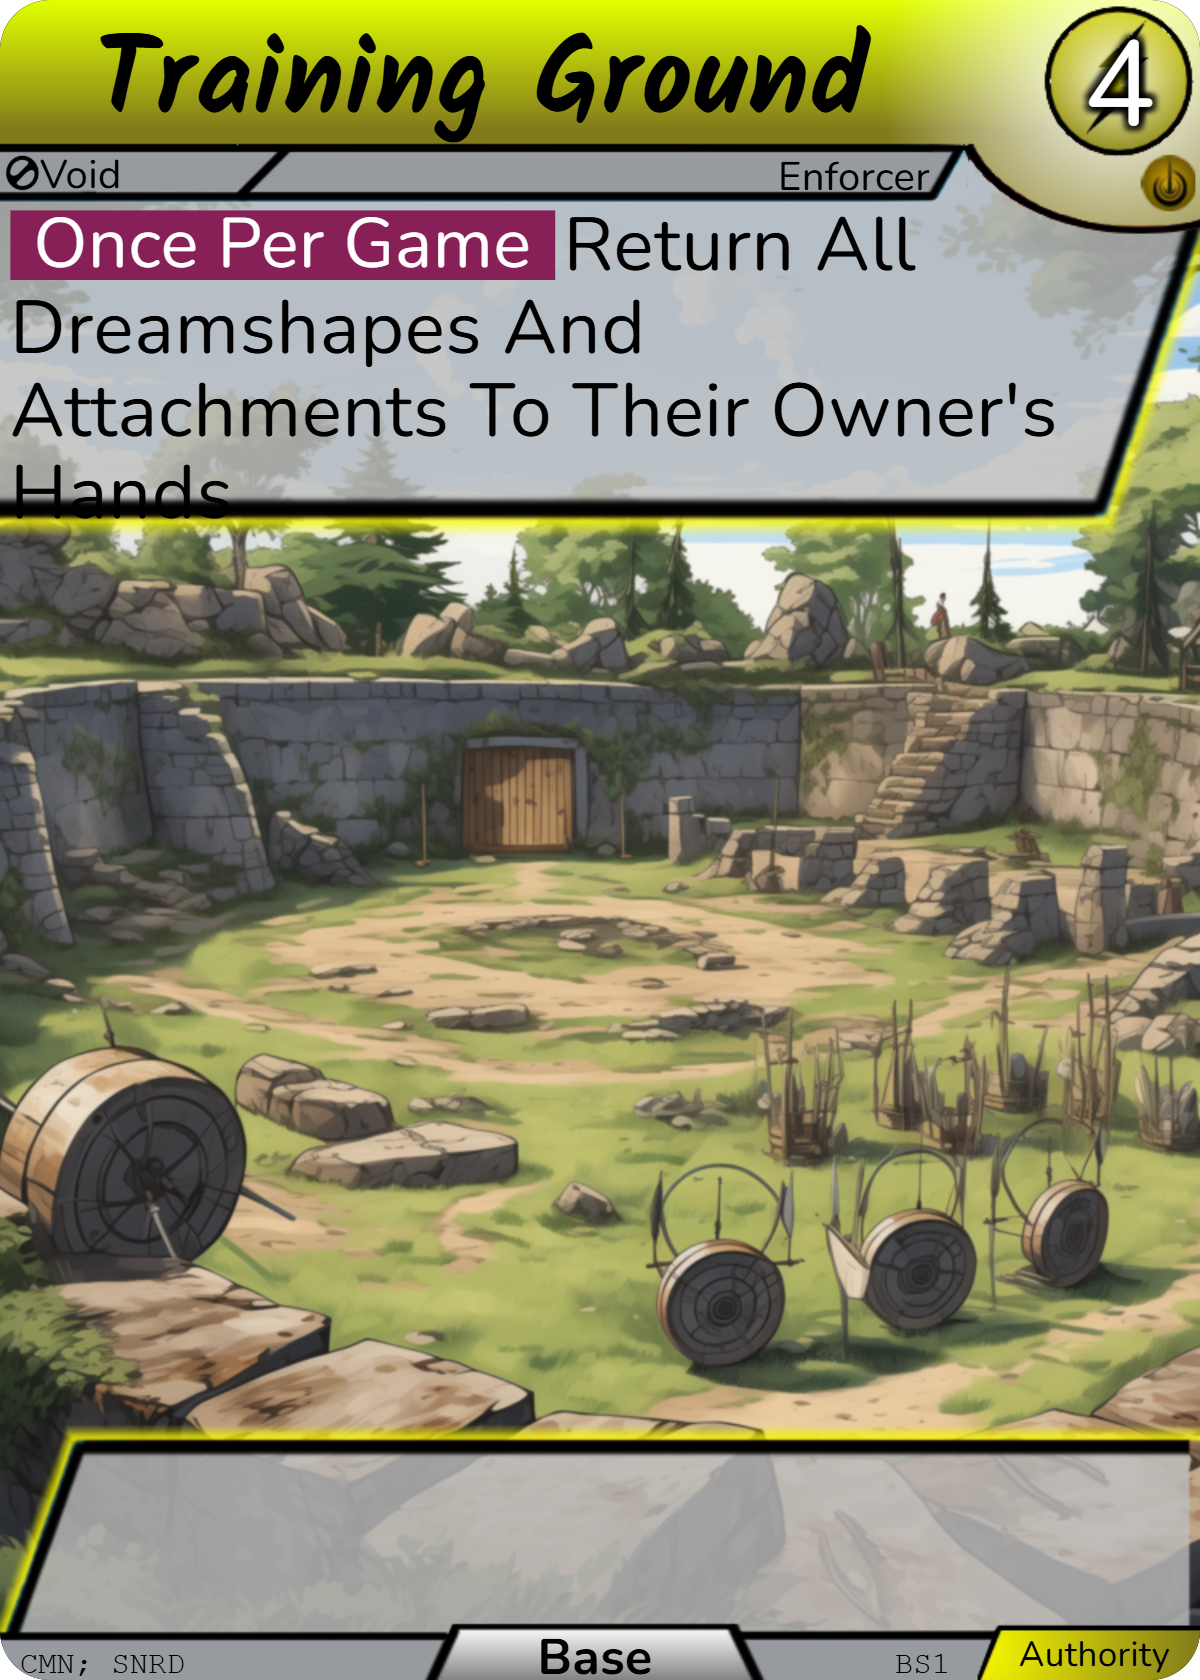 Training Ground
4
Void
Enforcer
Once Per Game Return All
Dreamshapes And
Attachments To Their Owner's
Hands
CMN; SNRD
Base
BS1
Authority